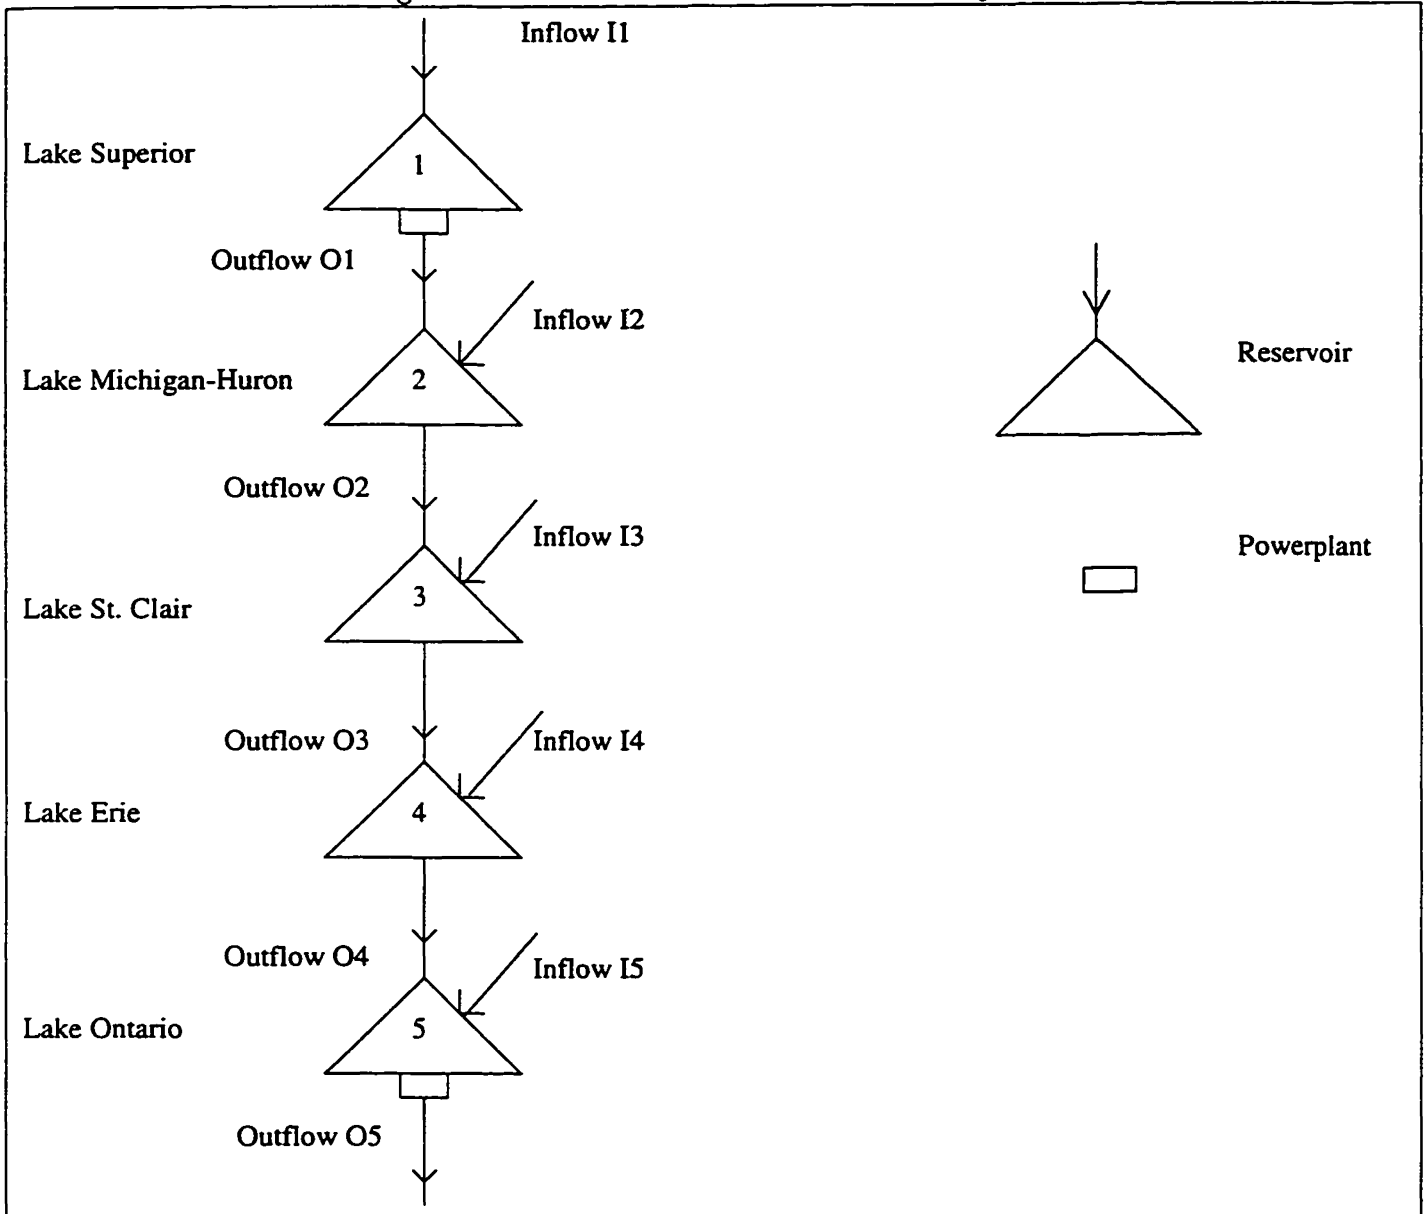 Inflow I1
Lake Superior
1
Outflow O1
Inflow I2
Lake Michigan-Huron
2
Reservoir
Outflow O2
Inflow I3
Powerplant
Lake St. Clair
3
Outflow O3
Inflow I4
Lake Erie
4
Outflow O4
Inflow I5
Lake Ontario
5
Outflow O5